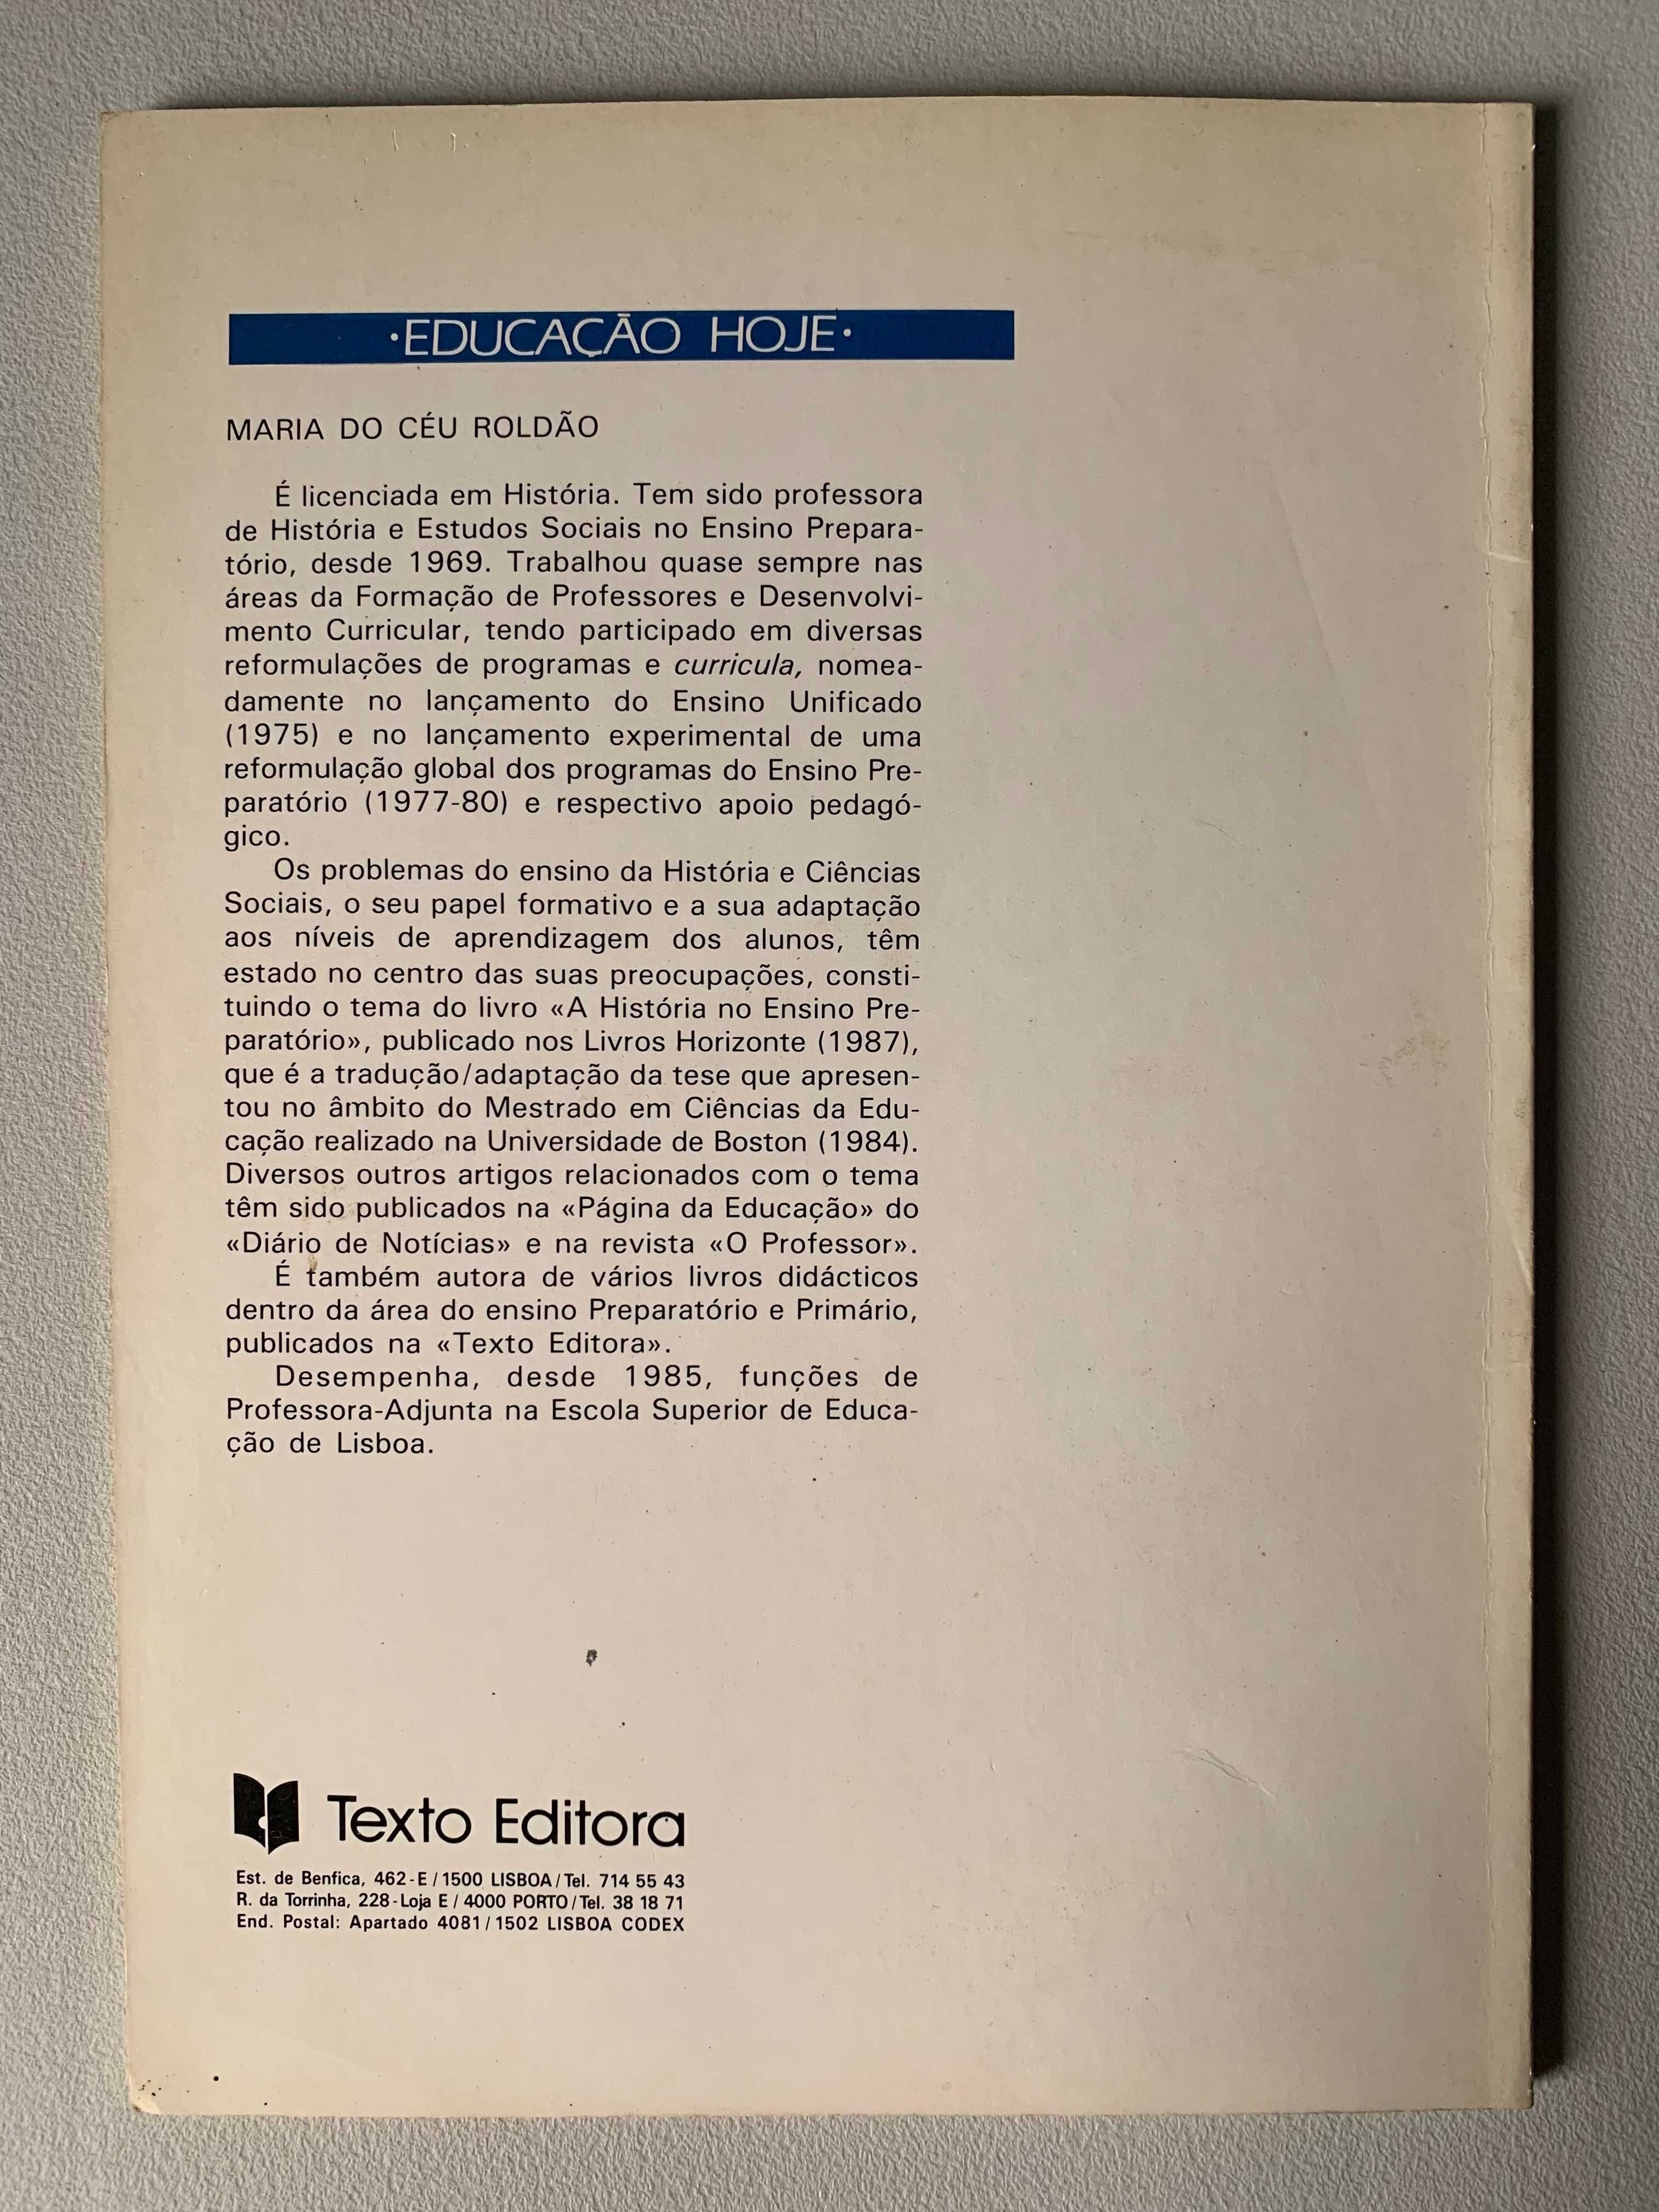 ·EDUCAÇÃO HOJE·
MARIA DO CÉU ROLDÃO
É licenciada em História. Tem sido professora
de História e Estudos Sociais no Ensino Prepara-
tório, desde 1969. Trabalhou quase sempre nas
áreas da Formação de Professores e Desenvolvi-
mento Curricular, tendo participado em diversas
reformulações de programas e curricula, nomea-
damente no lançamento do Ensino Unificado
(1975) e no lançamento experimental de uma
reformulação global dos programas do Ensino Pre-
paratório (1977-80) e respectivo apoio pedagó-
gico.
Os problemas do ensino da História e Ciências
Sociais, o seu papel formativo e a sua adaptação
aos níveis de aprendizagem dos alunos, têm
estado no centro das suas preocupações, consti-
tuindo o tema do livro «A História no Ensino Pre-
paratório», publicado nos Livros Horizonte (1987),
que é a tradução/adaptação da tese que apresen-
tou no âmbito do Mestrado em Ciências da Edu-
cação realizado na Universidade de Boston (1984).
Diversos outros artigos relacionados com o tema
têm sido publicados na «Página da Educação» do
«Diário de Notícias» e na revista «O Professor».
É também autora de vários livros didácticos
dentro da área do ensino Preparatório e Primário,
publicados na «Texto Editora».
Desempenha, desde 1985, funções de
Professora-Adjunta na Escola Superior de Educa-
ção de Lisboa.
Texto Editora
Est. de Benfica, 462-E / 1500 LISBOA / Tel. 714 55 43
R. da Torrinha, 228-Loja E / 4000 PORTO / Tel. 38 18 71
End. Postal: Apartado 4081 / 1502 LISBOA CODEX